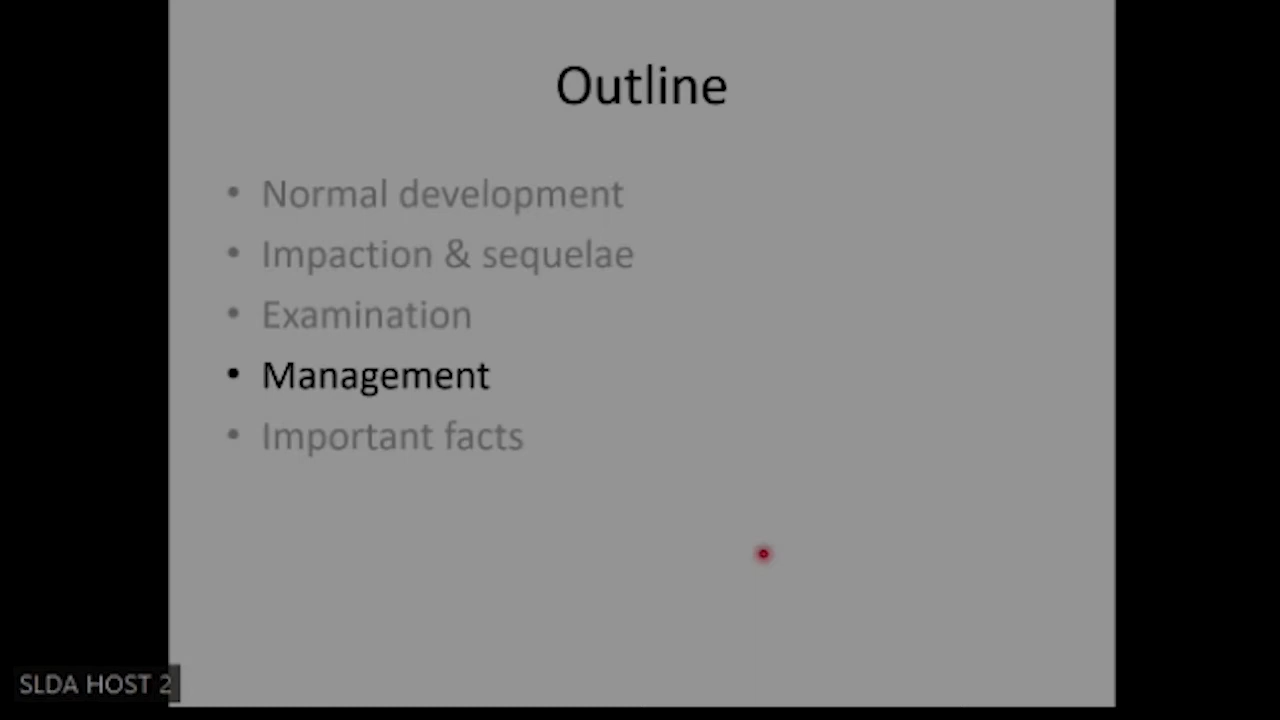 Outline
• Normal development
• Impaction & sequelae
• Examination
• Management
• Important facts
SLDA HOST 2